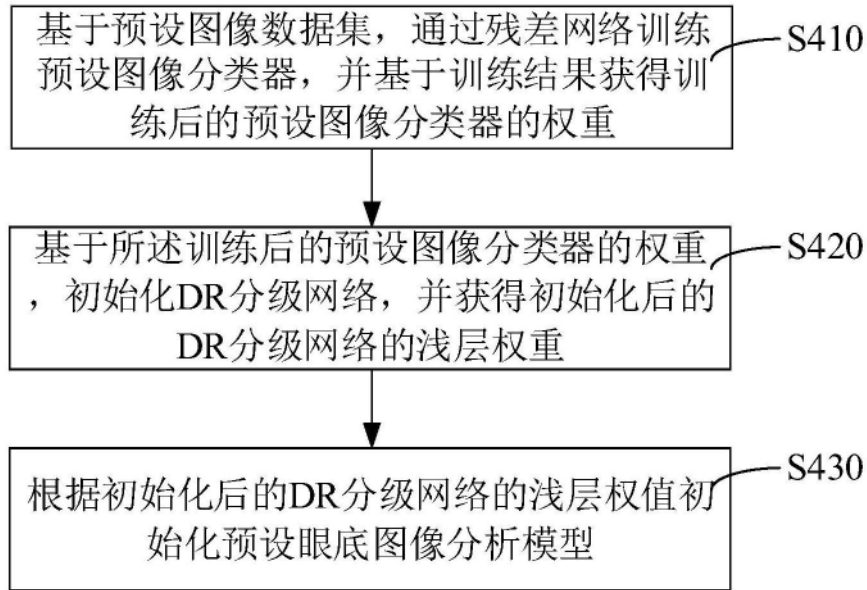 基于预设图像数据集，通过残差网络训练
预设图像分类器，并基于训练结果获得训
练后的预设图像分类器的权重
S410
基于所述训练后的预设图像分类器的权重
，初始化DR分级网络，并获得初始化后的
DR分级网络的浅层权重
S420
根据初始化后的DR分级网络的浅层权值初
始化预设眼底图像分析模型
S430